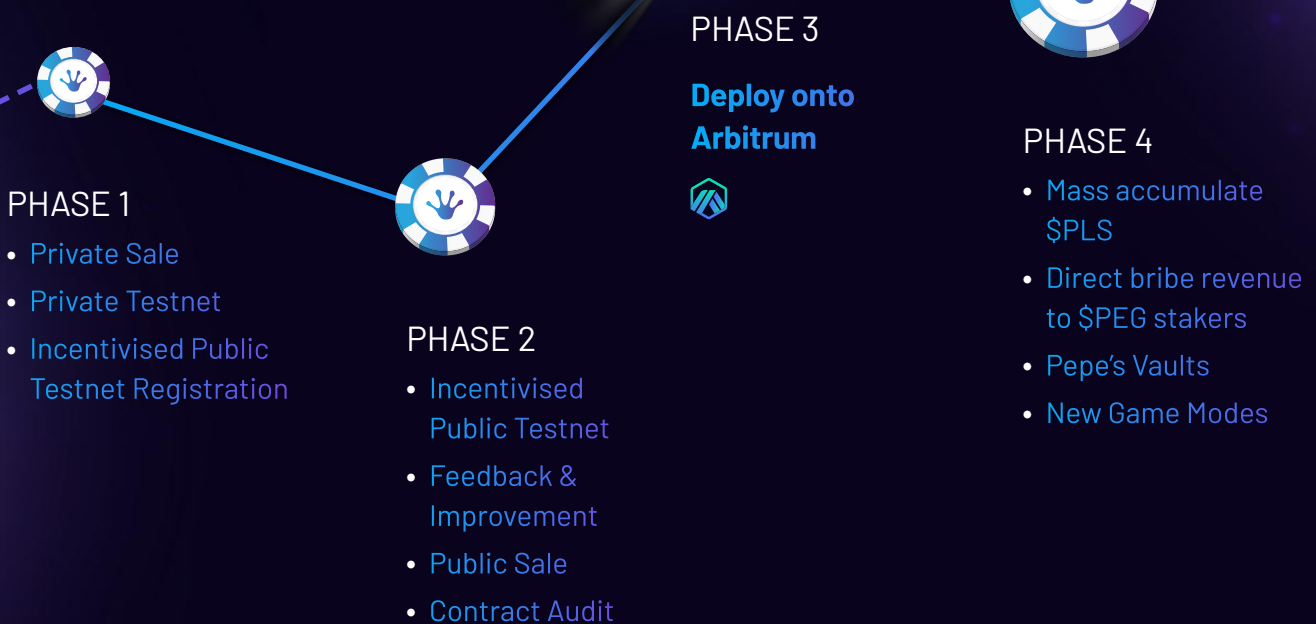 PHASE 1
• Private Sale
• Private Testnet
• Incentivised Public
Testnet Registration
PHASE 2
• Incentivised
Public Testnet
• Feedback &
Improvement
• Public Sale
• Contract Audit
PHASE 3
Deploy onto
Arbitrum
PHASE 4
• Mass accumulate
$PLS
• Direct bribe revenue
to $PEG stakers
• Pepe’s Vaults
• New Game Modes